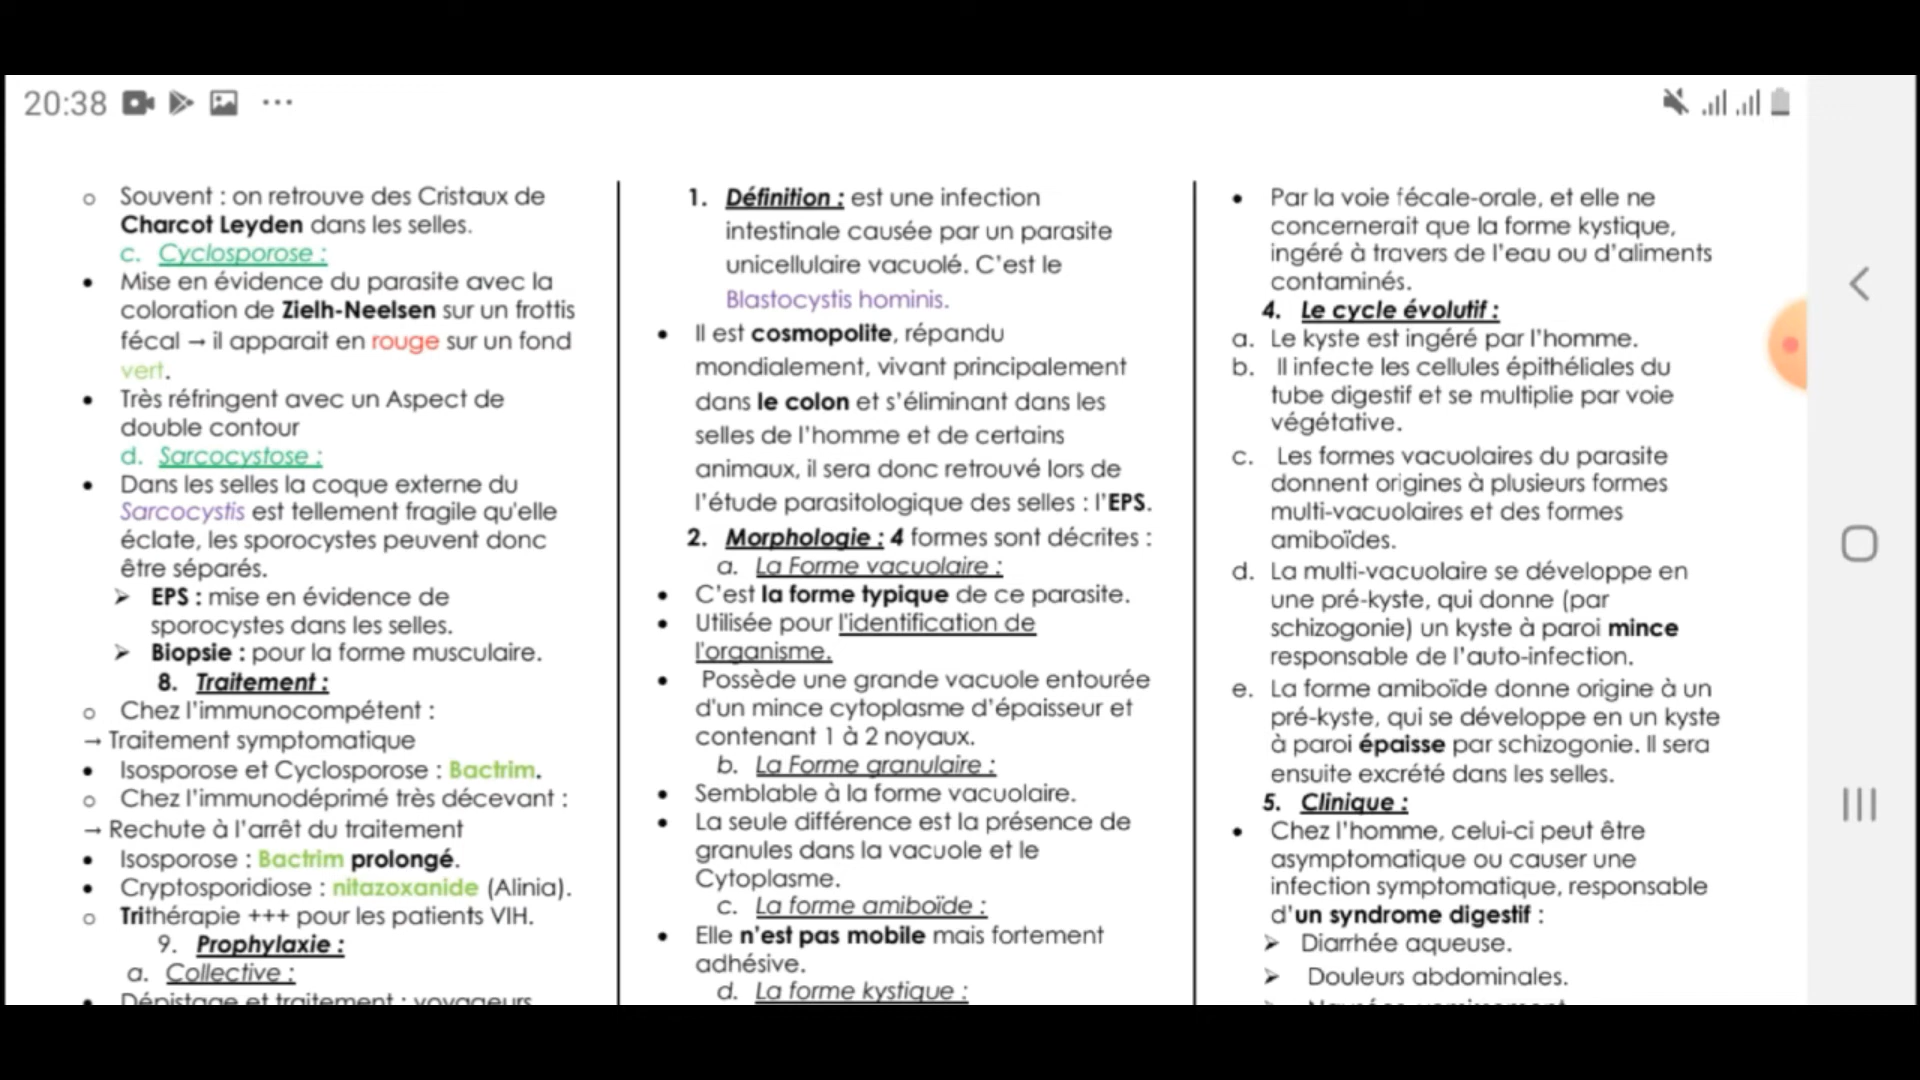 20:38
o Souvent : on retrouve des Cristaux de
Charcot Leyden dans les selles.
c. Cyclosporose :
• Mise en évidence du parasite avec la
coloration de Zielh-Neelsen sur un frottis
fécal → il apparait en rouge sur un fond
vert.
• Très réfringent avec un Aspect de
double contour
d. Sarcocystose :
• Dans les selles la coque externe du
Sarcocystis est tellement fragile qu'elle
éclate, les sporocystes peuvent donc
être séparés.
➤ EPS : mise en évidence de
sporocystes dans les selles.
➤ Biopsie : pour la forme musculaire.
8. Traitement :
o Chez l'immunocompétent :
→ Traitement symptomatique
• Isosporose et Cyclosporose : Bactrim.
o Chez l'immunodéprimé très décevant :
→ Rechute à l'arrêt du traitement
• Isosporose : Bactrim prolongé.
• Cryptosporidiose : nitazoxanide (Alinia).
o Trithérapie +++ pour les patients VIH.
9. Prophylaxie :
a. Collective :
• Dépistage et traitement : voyageurs
1. Définition : est une infection
intestinale causée par un parasite
unicellulaire vacuolé. C'est le
Blastocystis hominis.
• Il est cosmopolite, répandu
mondialement, vivant principalement
dans le colon et s'éliminant dans les
selles de l'homme et de certains
animaux, il sera donc retrouvé lors de
l'étude parasitologique des selles : l'EPS.
2. Morphologie : 4 formes sont décrites :
a. La Forme vacuolaire :
• C'est la forme typique de ce parasite.
• Utilisée pour l'identification de
l'organisme.
• Possède une grande vacuole entourée
d'un mince cytoplasme d'épaisseur et
contenant 1 à 2 noyaux.
b. La Forme granulaire :
• Semblable à la forme vacuolaire.
• La seule différence est la présence de
granules dans la vacuole et le
Cytoplasme.
c. La forme amiboïde :
• Elle n'est pas mobile mais fortement
adhésive.
d. La forme kystique :
• Par la voie fécale-orale, et elle ne
concernerait que la forme kystique,
ingéré à travers de l'eau ou d'aliments
contaminés.
4. Le cycle évolutif :
a. Le kyste est ingéré par l'homme.
b. Il infecte les cellules épithéliales du
tube digestif et se multiplie par voie
végétative.
c. Les formes vacuolaires du parasite
donnent origines à plusieurs formes
multi-vacuolaires et des formes
amiboïdes.
d. La multi-vacuolaire se développe en
une pré-kyste, qui donne (par
schizogonie) un kyste à paroi mince
responsable de l'auto-infection.
e. La forme amiboïde donne origine à un
pré-kyste, qui se développe en un kyste
à paroi épaisse par schizogonie. Il sera
ensuite excrété dans les selles.
5. Clinique :
• Chez l'homme, celui-ci peut être
asymptomatique ou causer une
infection symptomatique, responsable
d'un syndrome digestif :
➤ Diarrhée aqueuse.
➤ Douleurs abdominales.